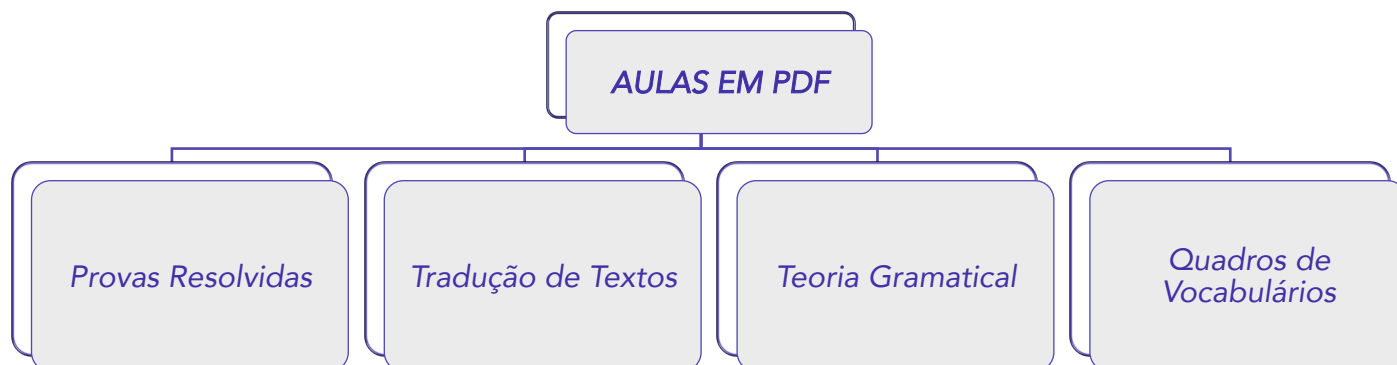 AULAS EM PDF
Provas Resolvidas
Tradução de Textos
Teoria Gramatical
Quadros de
Vocabulários